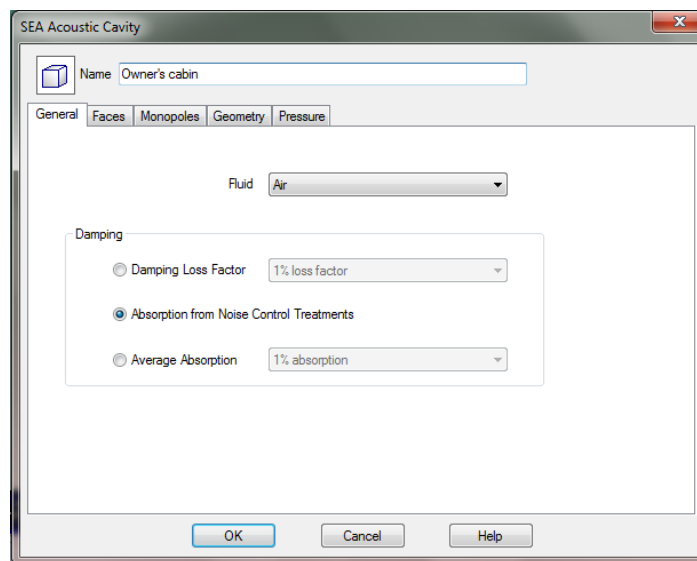 SEA Acoustic Cavity
Name Owner's cabin
General Faces Monopoles Geometry Pressure
Fluid Air
Damping
Damping Loss Factor 1% loss factor
Absorption from Noise Control Treatments
Average Absorption 1% absorption
OK Cancel Help